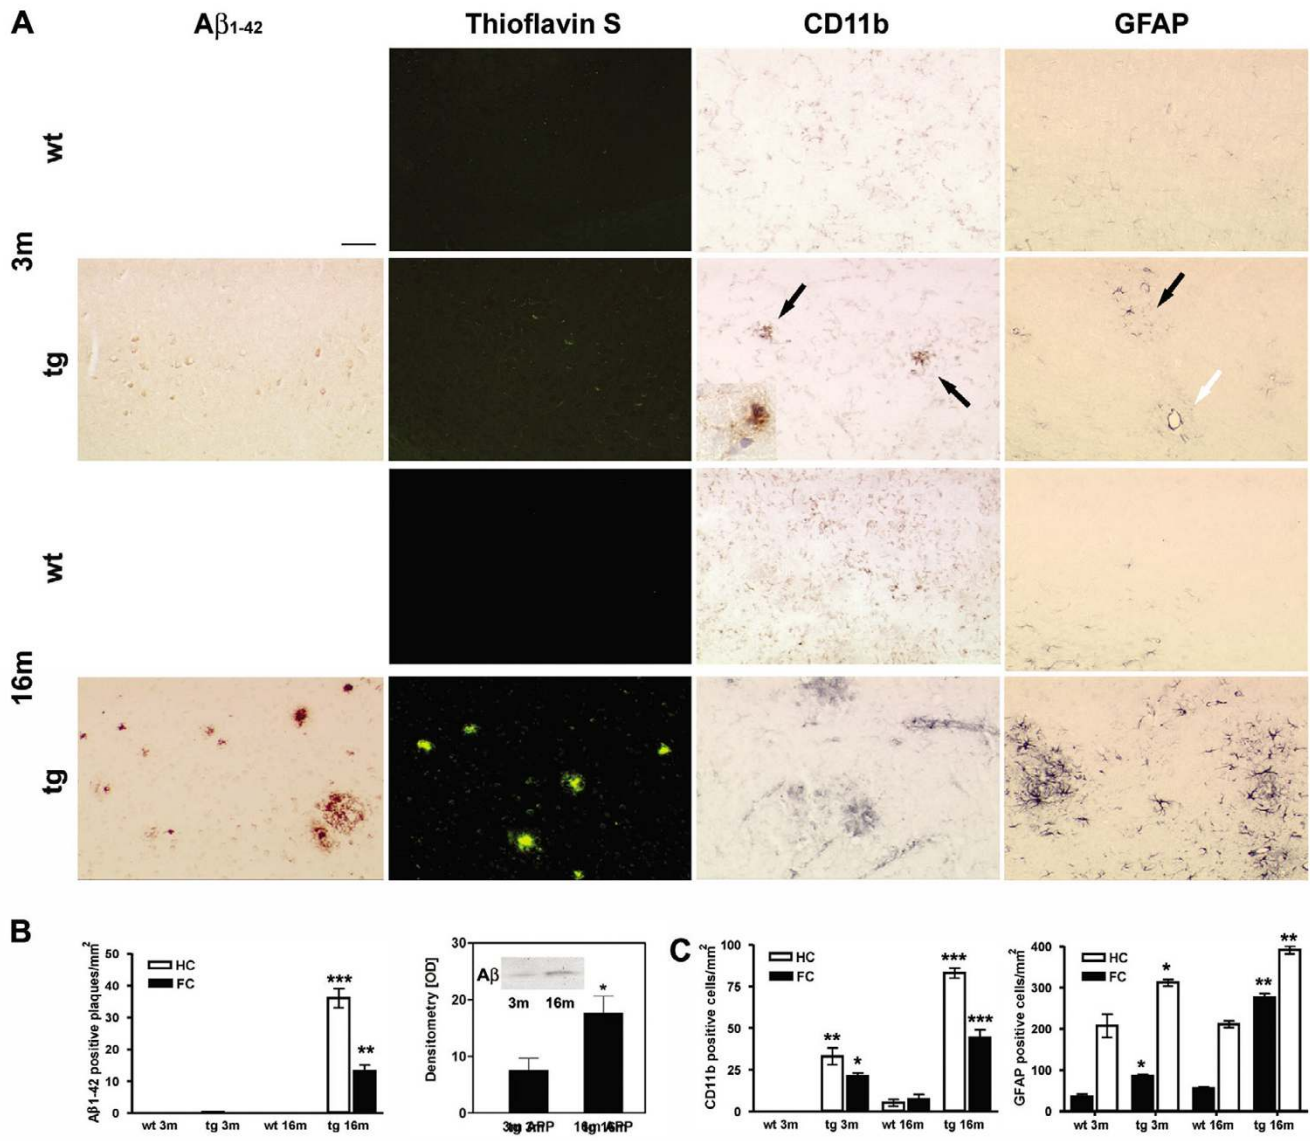 A
Aβ1-42
Thioflavin S
CD11b
GFAP
wt
3m
tg
wt
16m
tg
B
Aβ1-42 positive plaques/mm2
50
40
30
20
10
0
HC
FC
***
**
wt 3m
tg 3m
wt 16m
tg 16m
Densitometry [OD]
30
20
10
0
Aβ
3m
16m
*
C
CD11b positive cells/mm2
100
75
50
25
0
HC
FC
**
*
***
***
wt 3m
tg 3m
wt 16m
tg 16m
GFAP positive cells/mm2
400
300
200
100
0
HC
FC
*
*
**
**
wt 3m
tg 3m
wt 16m
tg 16m